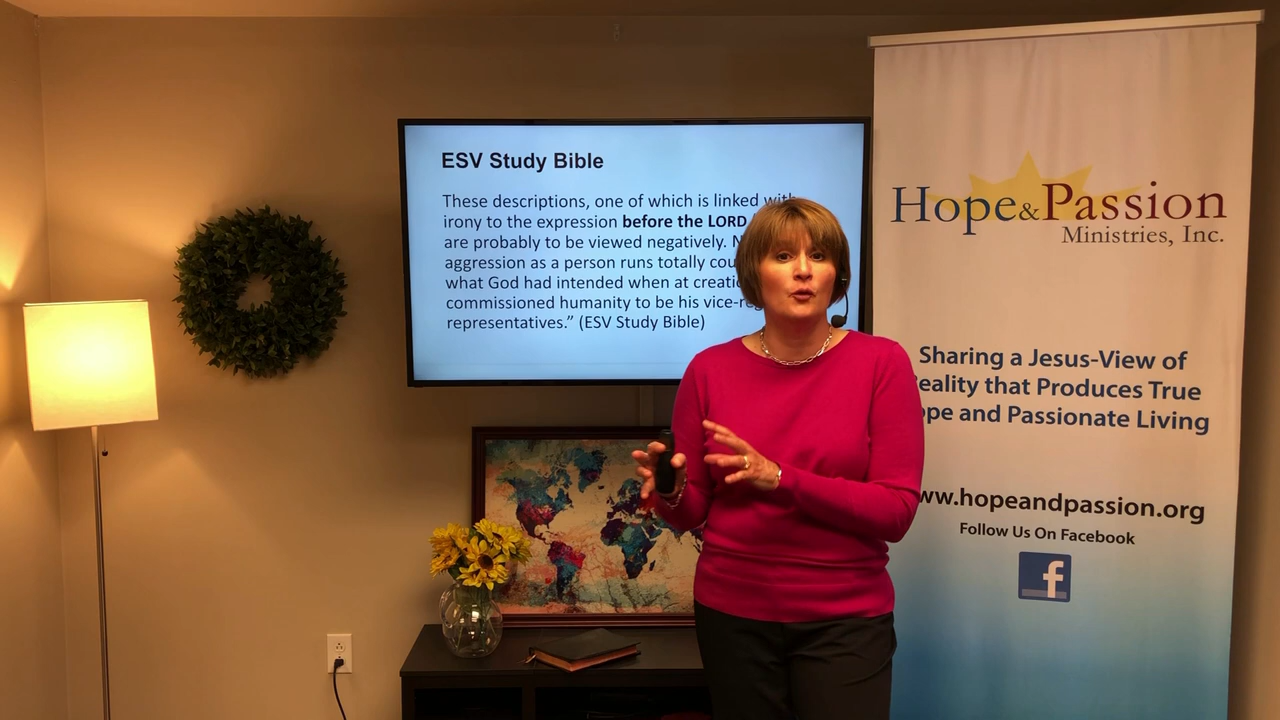 ESV Study Bible
These descriptions, one of which is linked with
irony to the expression before the LORD
are probably to be viewed negatively.
aggression as a person runs totally
what God had intended when at
commissioned humanity to be his
representatives.” (ESV Study Bible)
Hope&Passion
Ministries, Inc.
Sharing a Jesus-View of
Reality that Produces True
Hope and Passionate Living
www.hopeandpassion.org
Follow Us On Facebook
f